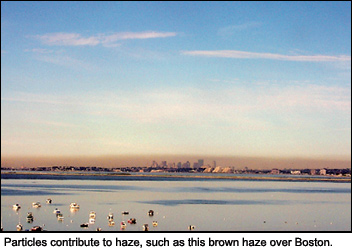 Particles contribute to haze, such as this brown haze over Boston.